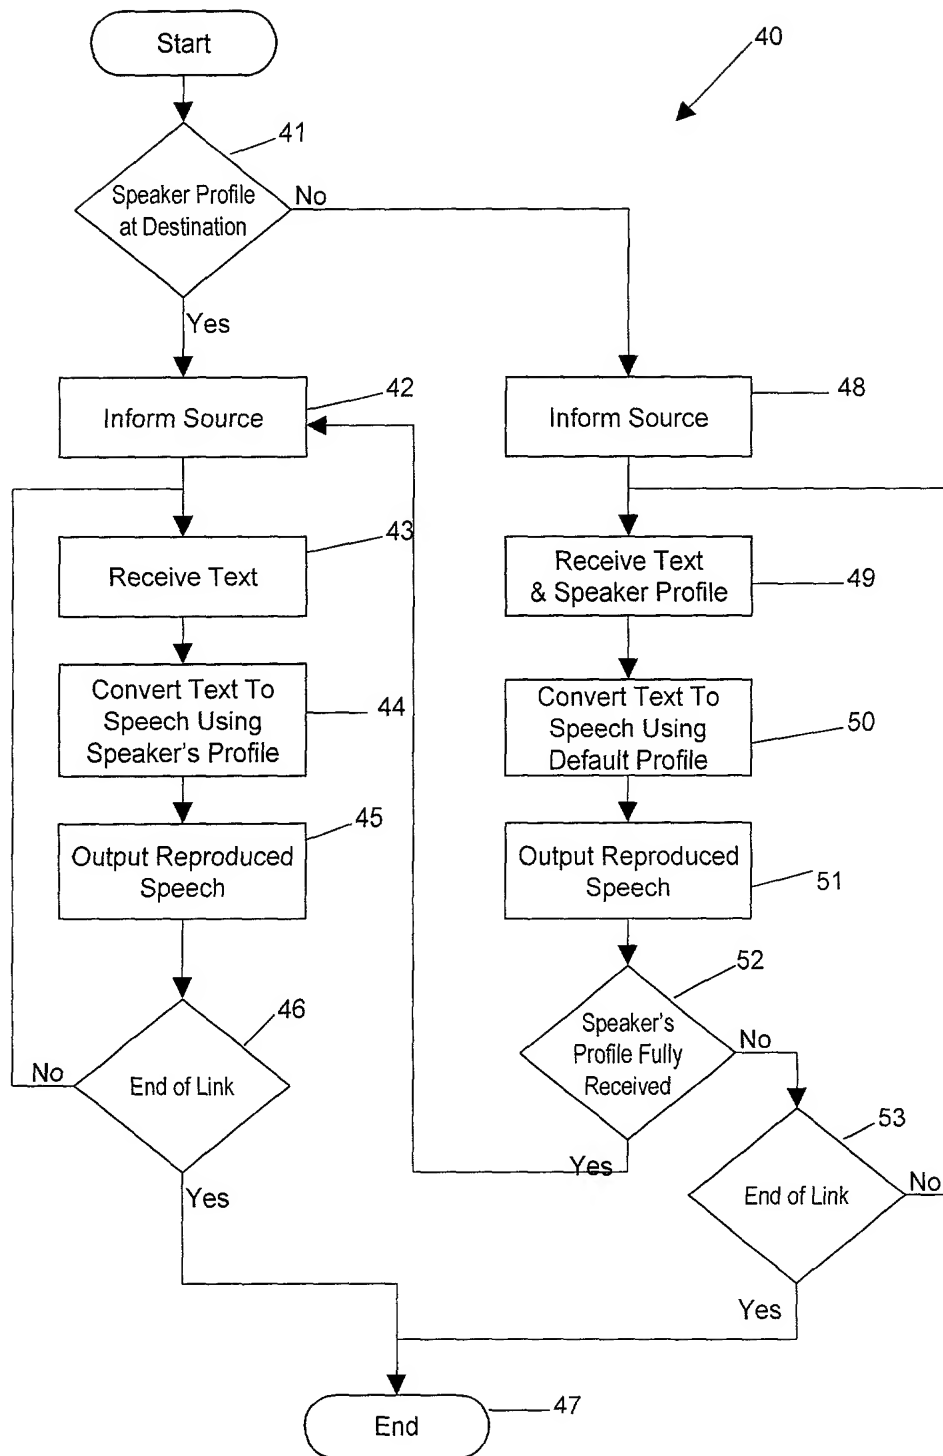 Start
40
41
Speaker Profile
at Destination
No
Yes
42
Inform Source
48
Inform Source
43
Receive Text
Receive Text
& Speaker Profile
49
Convert Text To
Speech Using
Speaker's Profile
44
Convert Text To
Speech Using
Default Profile
50
45
Output Reproduced
Speech
Output Reproduced
Speech
51
46
End of Link
No
Yes
52
Speaker's
Profile Fully
Received
No
Yes
53
End of Link
No
Yes
End
47